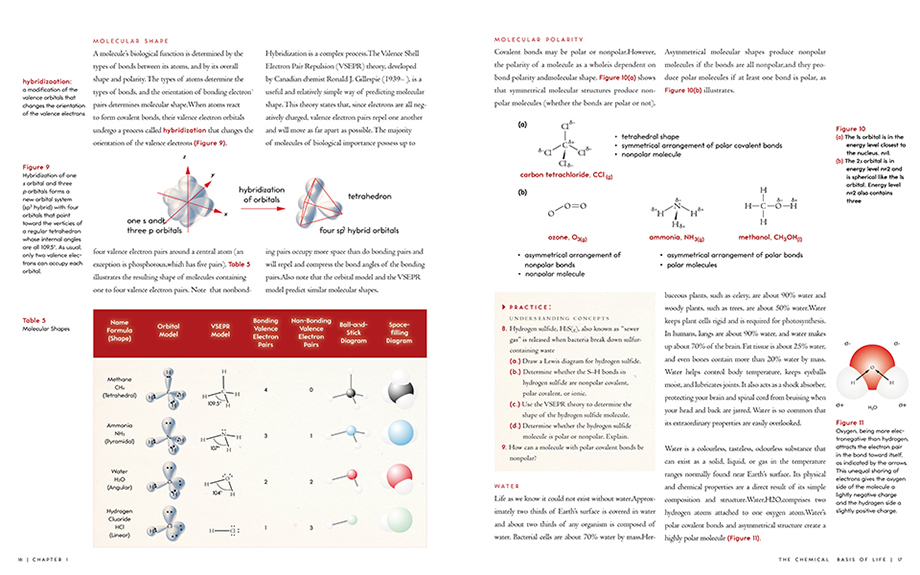 MOLECULAR SHAPE
A molecule's biological function is determined by the
types of bonds between its atoms, and by its overall
shape and polarity. The types of atoms determine the
types of bonds, and the orientation of bonding electron
pairs determines molecular shape.When atoms react
to form covalent bonds, their valence electron orbitals
undergo a process called hybridization that changes the
orientation of the valence electrons (Figure 9).
Hybridization is a complex process.The Valence Shell
Electron Pair Repulsion (VSEPR) theory, developed
by Canadian chemist Ronald J. Gillespie (1939– ), is a
useful and relatively simple way of predicting molecular
shape. This theory states that, since electrons are all neg-
atively charged, valence electron pairs repel one another
and will move as far apart as possible. The majority
of molecules of biological importance possess up to
hybridization:
a modification of the
valence orbitals that
changes the orientation
of the valence electrons
Figure 9
Hybridization of one
s orbital and three
p orbitals forms a
new orbital system
(sp³ hybrid) with four
orbitals that point
toward the verticies of
a regular tetrahedron
whose internal angles
are all 109.5°. As usual,
only two valence elec-
trons can occupy each
orbital.
z
y
x
one s and
three p orbitals
hybridization
of orbitals
tetrahedron
four sp³ hybrid orbitals
four valence electron pairs around a central atom (an
exception is phosphorous,which has five pairs). Table 5
illustrates the resulting shape of molecules containing
one to four valence electron pairs. Note that nonbond-
ing pairs occupy more space than do bonding pairs and
will repel and compress the bond angles of the bonding
pairs.Also note that the orbital model and the VSEPR
model predict similar molecular shapes.
Table 5
Molecular Shapes
Name Formula (Shape) Orbital Model VSEPR Model Bonding Valence Electron Pairs Non-Bonding Valence Electron Pairs Ball-and-Stick Diagram Space-filling Diagram
Methane
CH₄
(Tetrahedral)
109.5°
4 0
Ammonia
NH₃
(Pyramidal)
107°
3 1
Water
H₂O
(Angular)
104°
2 2
Hydrogen
Cluoride
HCl
(Linear)
1 3
16 | CHAPTER 1
MOLECULAR POLARITY
Covalent bonds may be polar or nonpolar.However,
the polarity of a molecule as a wholeis dependent on
bond polarity andmolecular shape. Figure 10(a) shows
that symmetrical molecular structures produce non-
polar molecules (whether the bonds are polar or not).
Asymmetrical molecular shapes produce nonpolar
molecules if the bonds are all nonpolar,and they pro-
duce polar molecules if at least one bond is polar, as
Figure 10(b) illustrates.
(a)
Cl
Cl C Cl
Cl
carbon tetrachloride, CCl₄(g)
• tetrahedral shape
• symmetrical arrangement of polar covalent bonds
• nonpolar molecule
(b)
O O O
ozone, O₃(g)
• asymmetrical arrangement of
nonpolar bonds
• nonpolar molecule
H N H
H
ammonia, NH₃(g)
H
H C O H
H
methanol, CH₃OH(l)
• asymmetrical arrangement of polar bonds
• polar molecules
Figure 10
(a) The 1s orbital is in the
energy level closest to
the nucleus, n=1.
(b) The 2s orbital is in
energy level n=2 and
is spherical like the 1s
orbital. Energy level
n=2 also contains
three
PRACTICE:
UNDERSTANDING CONCEPTS
8. Hydrogen sulfide, H₂S(g), also known as "sewer
gas" is released when bacteria break down sulfur-
containing waste
(a.) Draw a Lewis diagram for hydrogen sulfide.
(b.) Determine whether the S–H bonds in
hydrogen sulfide are nonpolar covalent,
polar covalent, or ionic.
(c.) Use the VSEPR theory to determine the
shape of the hydrogen sulfide molecule.
(d.) Determine whether the hydrogen sulfide
molecule is polar or nonpolar. Explain.
9. How can a molecule with polar covalent bonds be
nonpolar?
WATER
Life as we know it could not exist without water.Approx-
imately two thirds of Earth's surface is covered in water
and about two thirds of any organism is composed of
water. Bacterial cells are about 70% water by mass.Her-
baceous plants, such as celery, are about 90% water and
woody plants, such as trees, are about 50% water.Water
keeps plant cells rigid and is required for photosynthesis.
In humans, lungs are about 90% water, and water makes
up about 70% of the brain. Fat tissue is about 25% water,
and even bones contain more than 20% water by mass.
Water helps control body temperature, keeps eyeballs
moist, and lubricates joints. It also acts as a shock absorber,
protecting your brain and spinal cord from bruising when
your head and back are jarred. Water is so common that
its extraordinary properties are easily overlooked.
Water is a colourless, tasteless, odourless substance that
can exist as a solid, liquid, or gas in the temperature
ranges normally found near Earth's surface. Its physical
and chemical properties are a direct result of its simple
composition and structure.Water,H2O,comprises two
hydrogen atoms attached to one oxygen atom.Water's
polar covalent bonds and asymmetrical structure create a
highly polar molecule (Figure 11).
O
H H
H₂O
Figure 11
Oxygen, being more elec-
tronegative than hydrogen,
attracts the electron pair
in the bond toward itself,
as indicated by the arrows.
This unequal sharing of
electrons gives the oxygen
side of the molecule a
lightly negative charge
and the hydrogen side a
slightly positive charge.
THE CHEMICAL BASIS OF LIFE | 17